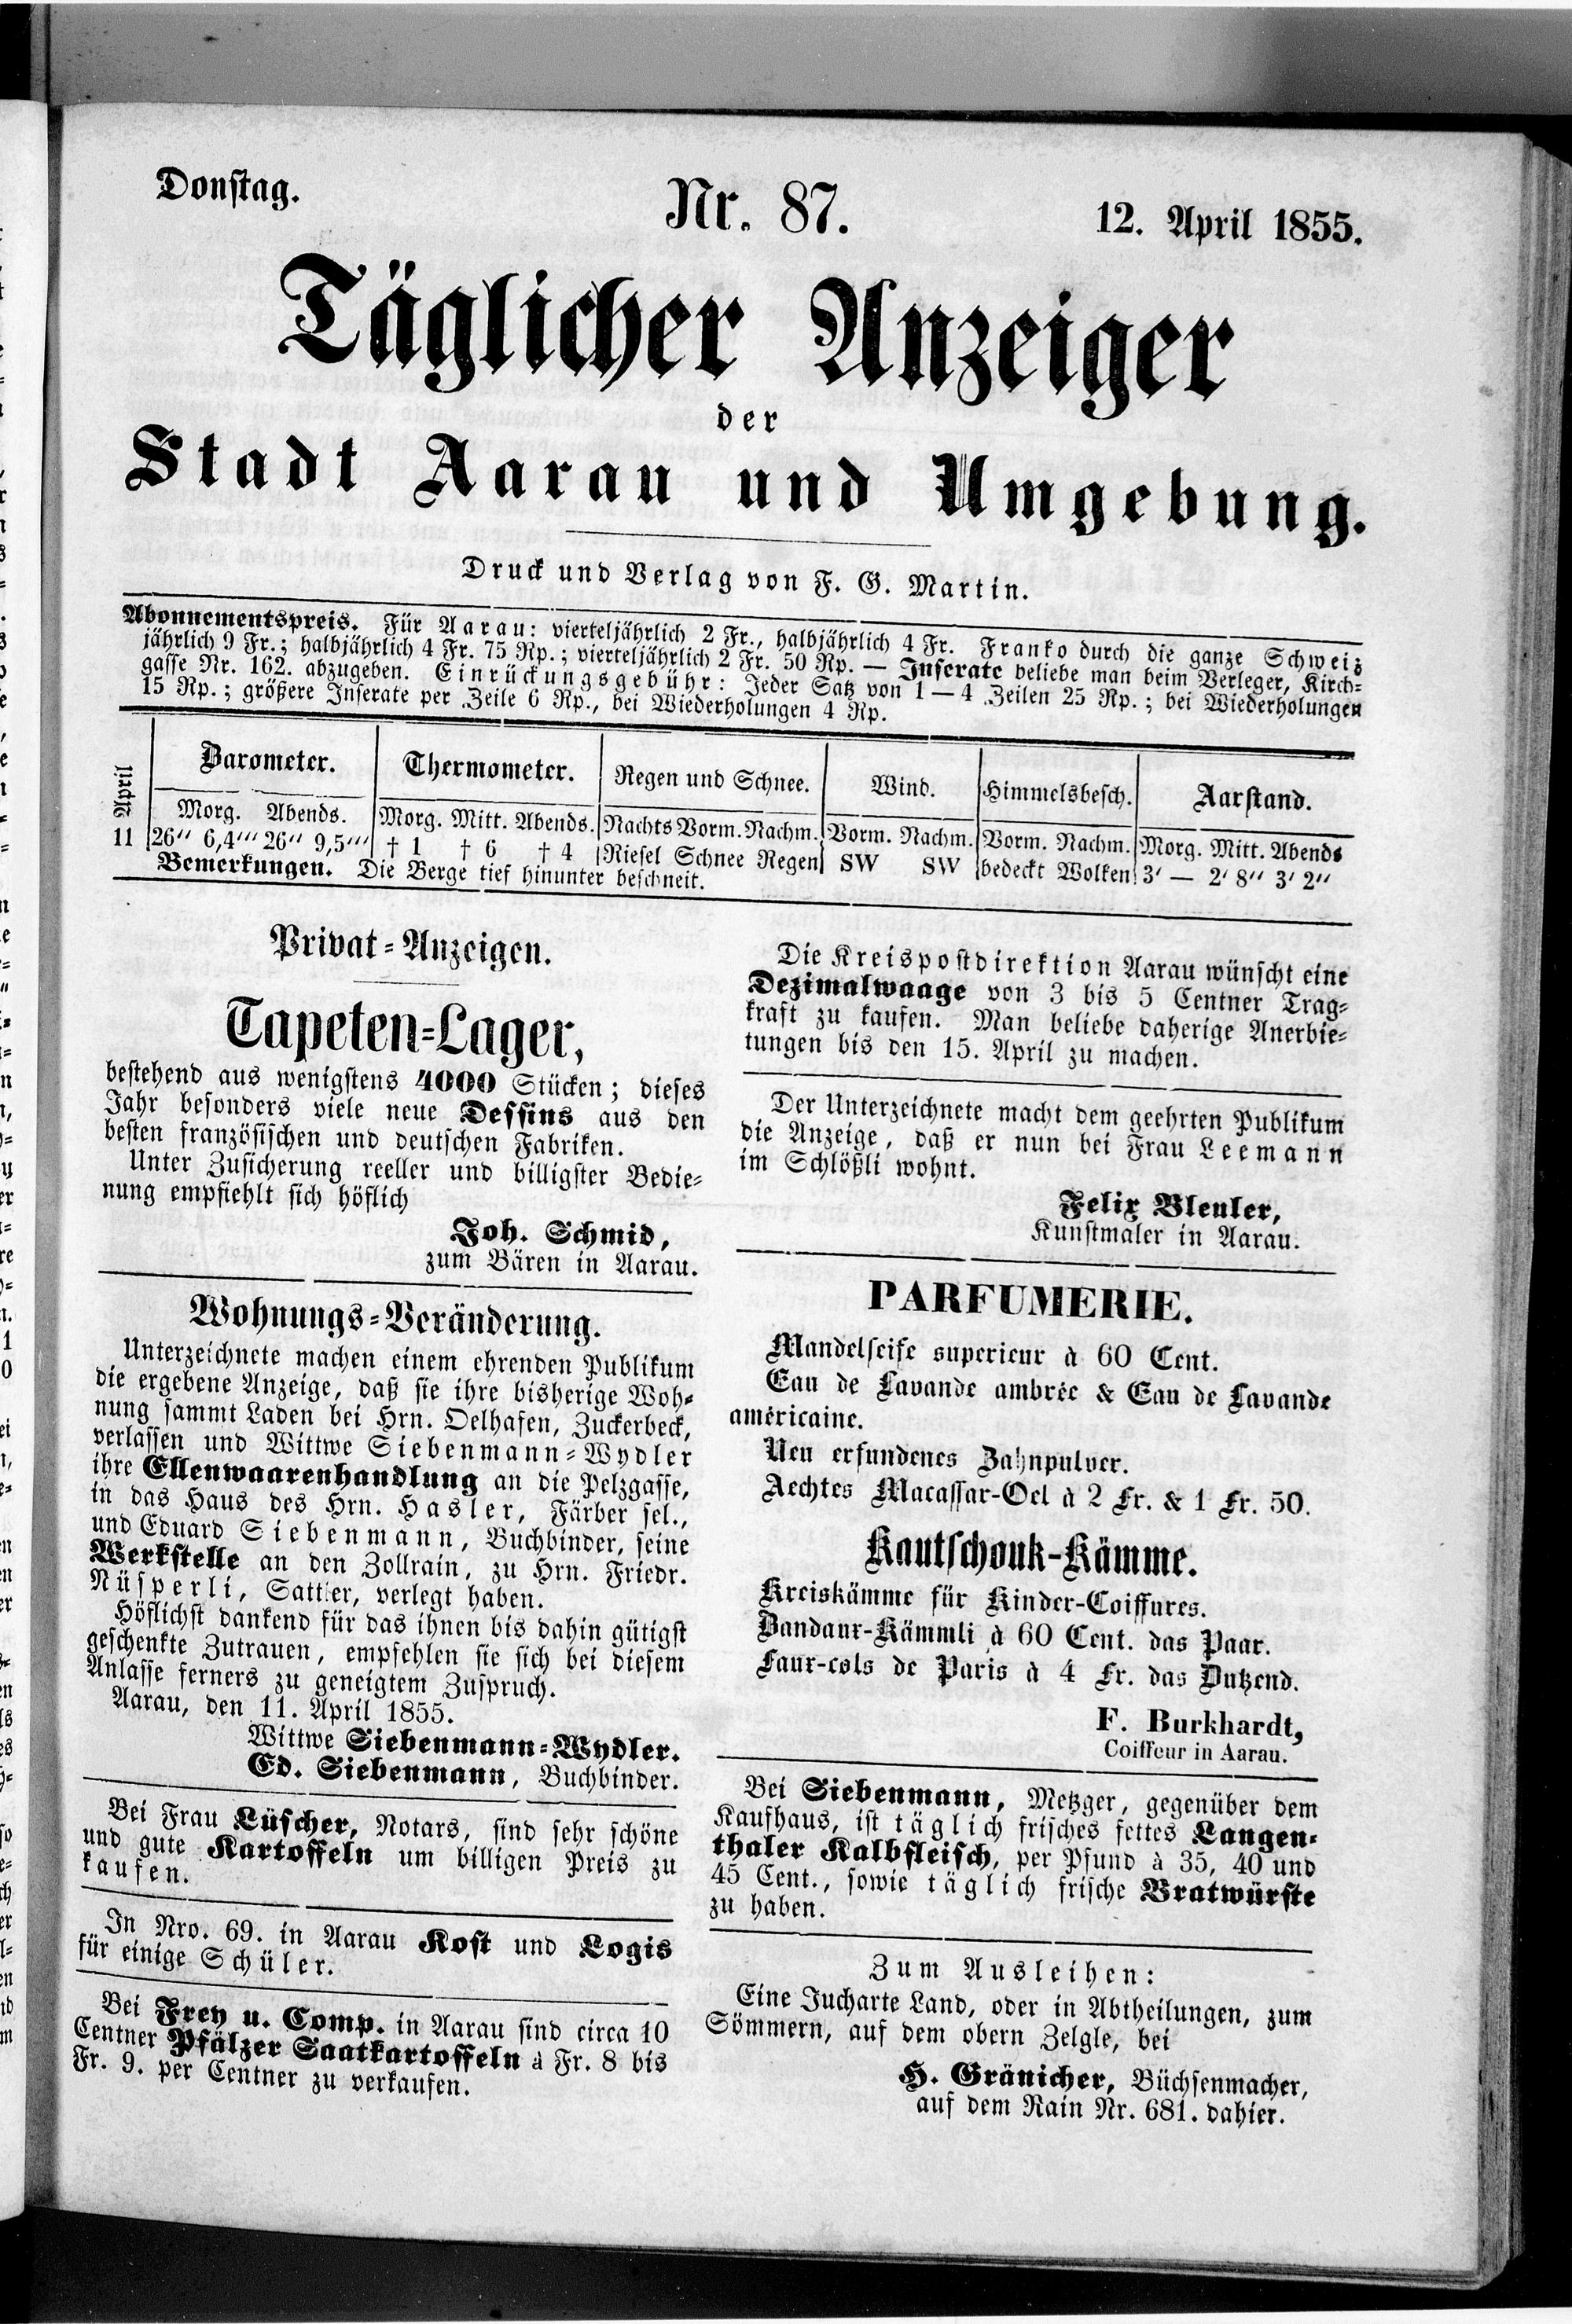 Donstag.
Nr. 87.
12. April 1855.
Täglicher Anzeiger
der
Stadt Aarau und Umgebung.
Druck und Verlag von F. G. Martin.
Abonnementspreis. Für Aarau: vierteljährlich 2 Fr., halbjährlich 4 Fr. Franko durch die ganze Schweiz
jährlich 9 Fr.; halbjährlich 4 Fr. 75 Rp.; vierteljährlich 2 Fr. 50 Rp. — Inserate beliebe man beim Verleger, Kirch-
gasse Nr. 162. abzugeben. Einrückungsgebühr: Jeder Satz von 1—4 Zeilen 25 Rp.; bei Wiederholungen
15 Rp.; größere Inserate per Zeile 6 Rp., bei Wiederholungen 4 Rp.
April
Barometer. Thermometer. Regen und Schnee. Wind. Himmelsbesch. Aarstand.
Morg. Abends. Morg. Mitt. Abends. Nachts Vorm. Nachm. Vorm. Nachm. Vorm. Nachm. Morg. Mitt. Abends
11 26'' 6,4''' 26'' 9,5''' † 1 † 6 † 4 Riesel Schnee Regen SW SW bedeckt Wolken 3' — 2' 8'' 3' 2''
Bemerkungen. Die Berge tief hinunter beschneit.
Privat-Anzeigen.
Tapeten-Lager,
bestehend aus wenigstens 4000 Stücken; dieses
Jahr besonders viele neue Dessins aus den
besten französischen und deutschen Fabriken.
Unter Zusicherung reeller und billigster Bedie-
nung empfiehlt sich höflich
Joh. Schmid,
zum Bären in Aarau.
Wohnungs-Veränderung.
Unterzeichnete machen einem ehrenden Publikum
die ergebene Anzeige, daß sie ihre bisherige Woh-
nung sammt Laden bei Hrn. Oelhafen, Zuckerbeck,
verlassen und Wittwe Siebenmann-Wydler
ihre Ellenwaarenhandlung an die Pelzgasse,
in das Haus des Hrn. Hasler, Färber sel.,
und Eduard Siebenmann, Buchbinder, seine
Werkstelle an den Zollrain, zu Hrn. Friedr.
Nüsperli, Sattler, verlegt haben.
Höflichst dankend für das ihnen bis dahin gütigst
geschenkte Zutrauen, empfehlen sie sich bei diesem
Anlasse ferners zu geneigtem Zuspruch.
Aarau, den 11. April 1855.
Wittwe Siebenmann-Wydler.
Ed. Siebenmann, Buchbinder.
Bei Frau Lüscher, Notars, sind sehr schöne
und gute Kartoffeln um billigen Preis zu
kaufen.
In Nro. 69. in Aarau Kost und Logis
für einige Schüler.
Bei Frey u. Comp. in Aarau sind circa 10
Centner Pfälzer Saatkartoffeln à Fr. 8 bis
Fr. 9. per Centner zu verkaufen.
Die Kreispostdirektion Aarau wünscht eine
Dezimalwaage von 3 bis 5 Centner Trag-
kraft zu kaufen. Man beliebe daherige Anerbie-
tungen bis den 15. April zu machen.
Der Unterzeichnete macht dem geehrten Publikum
die Anzeige, daß er nun bei Frau Leemann
im Schlößli wohnt.
Felix Bleuler,
Kunstmaler in Aarau.
PARFUMERIE.
Mandelseife superieur à 60 Cent.
Eau de Lavande ambrée & Eau de Lavande
américaine.
Neu erfundenes Zahnpulver.
Aechtes Macassar-Oel à 2 Fr. & 1 Fr. 50.
Kautschouk-Kämme.
Kreiskämme für Kinder-Coiffures.
Bandaux-Kämmli à 60 Cent. das Paar.
Faux-cols de Paris à 4 Fr. das Dutzend.
F. Burkhardt,
Coiffeur in Aarau.
Bei Siebenmann, Metzger, gegenüber dem
Kaufhaus, ist täglich frisches fettes Langen-
thaler Kalbfleisch, per Pfund à 35, 40 und
45 Cent., sowie täglich frische Bratwürste
zu haben.
Zum Ausleihen:
Eine Jucharte Land, oder in Abtheilungen, zum
Sömmern, auf dem obern Zelgle, bei
H. Gränicher, Büchsenmacher,
auf dem Rain Nr. 681. dahier.